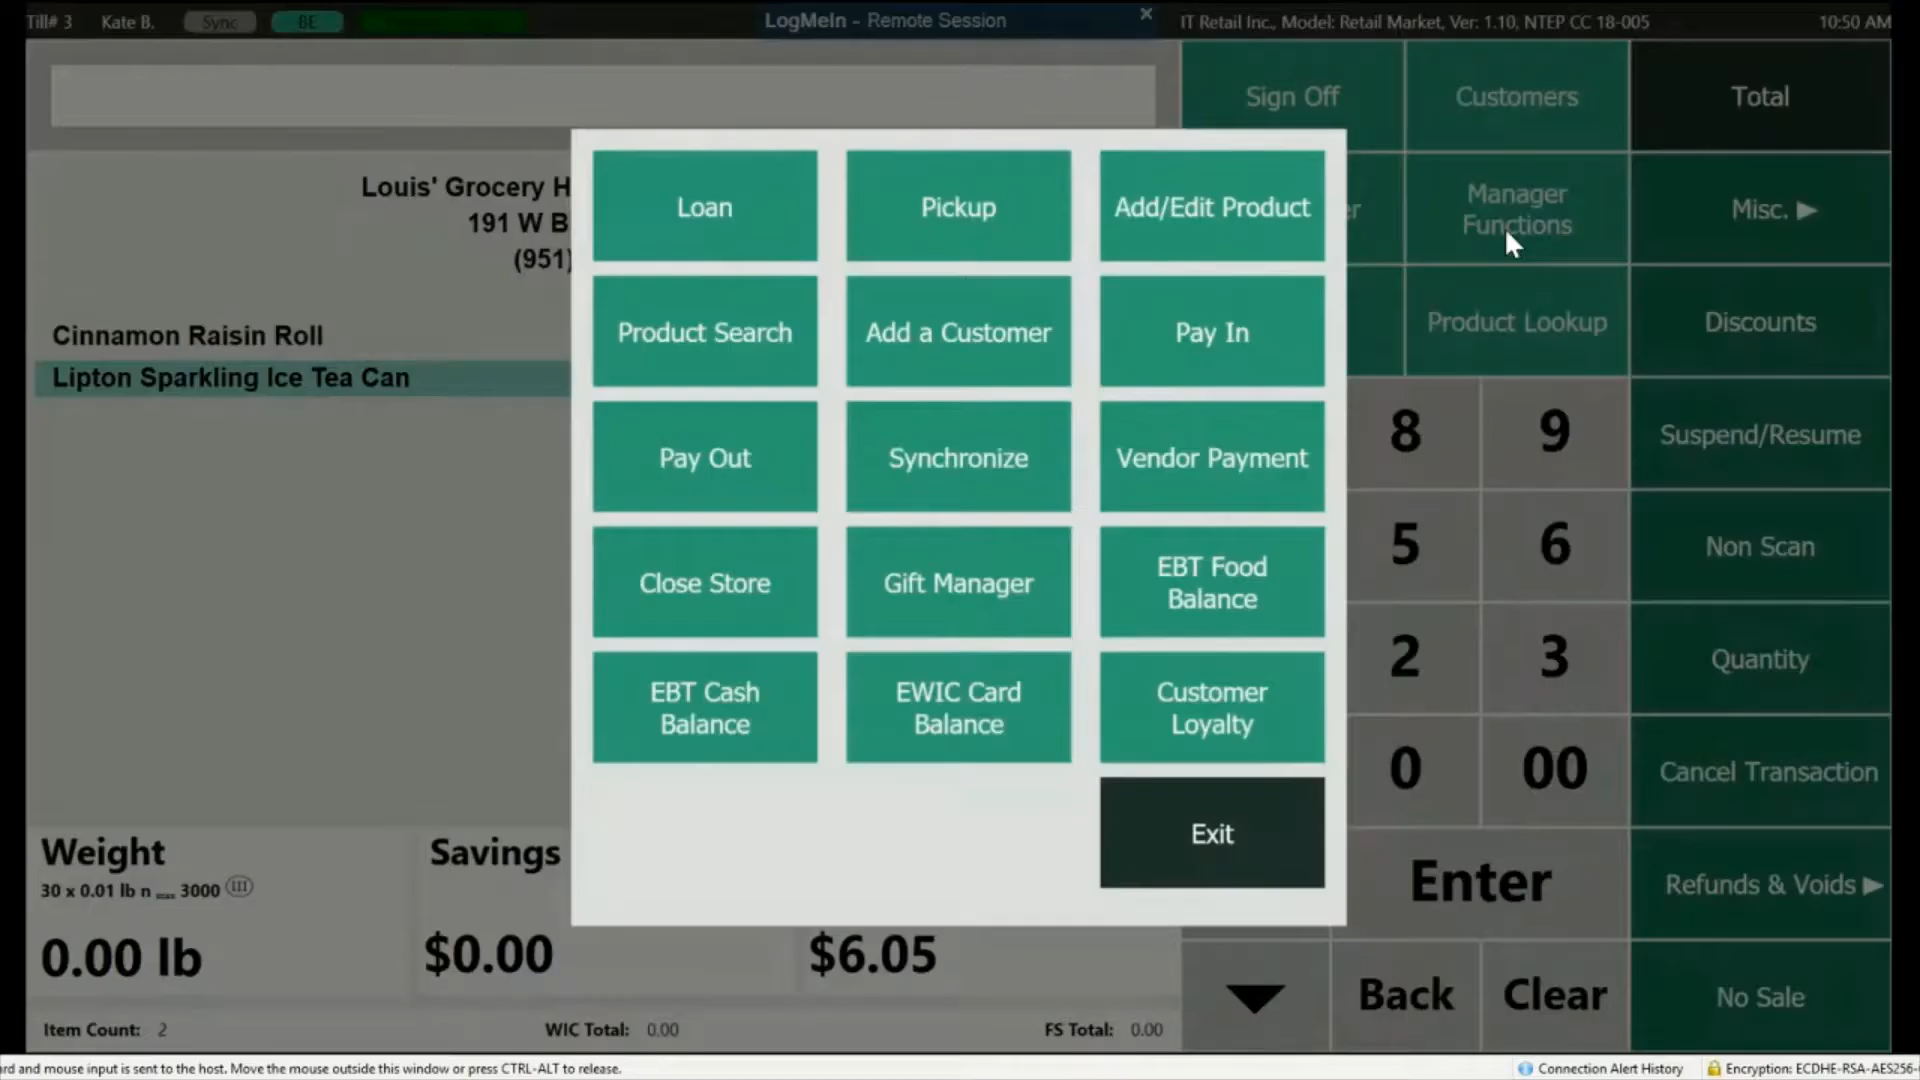 Till# 3 Kate B. Sync BE LogMeIn - Remote Session × IT Retail Inc., Model: Retail Market, Ver: 1.10, NTEP CC 18-005 10:50 AM
Sign Off Customers Total
Louis' Grocery H
191 W B
(951)
Loan Pickup Add/Edit Product
Manager
Functions
Misc. ▶
Product Search Add a Customer Pay In
Product Lookup Discounts
Cinnamon Raisin Roll
Lipton Sparkling Ice Tea Can
Pay Out Synchronize Vendor Payment
8 9 Suspend/Resume
Close Store Gift Manager EBT Food
Balance
5 6 Non Scan
EBT Cash
Balance
EWIC Card
Balance
Customer
Loyalty
2 3 Quantity
0 00 Cancel Transaction
Exit
Weight Savings
30 x 0.01 lb n max 3000 III
Enter Refunds & Voids ▶
0.00 lb $0.00 $6.05
Back Clear No Sale
Item Count: 2 WIC Total: 0.00 FS Total: 0.00
rd and mouse input is sent to the host. Move the mouse outside this window or press CTRL-ALT to release. Connection Alert History Encryption: ECDHE-RSA-AES256-